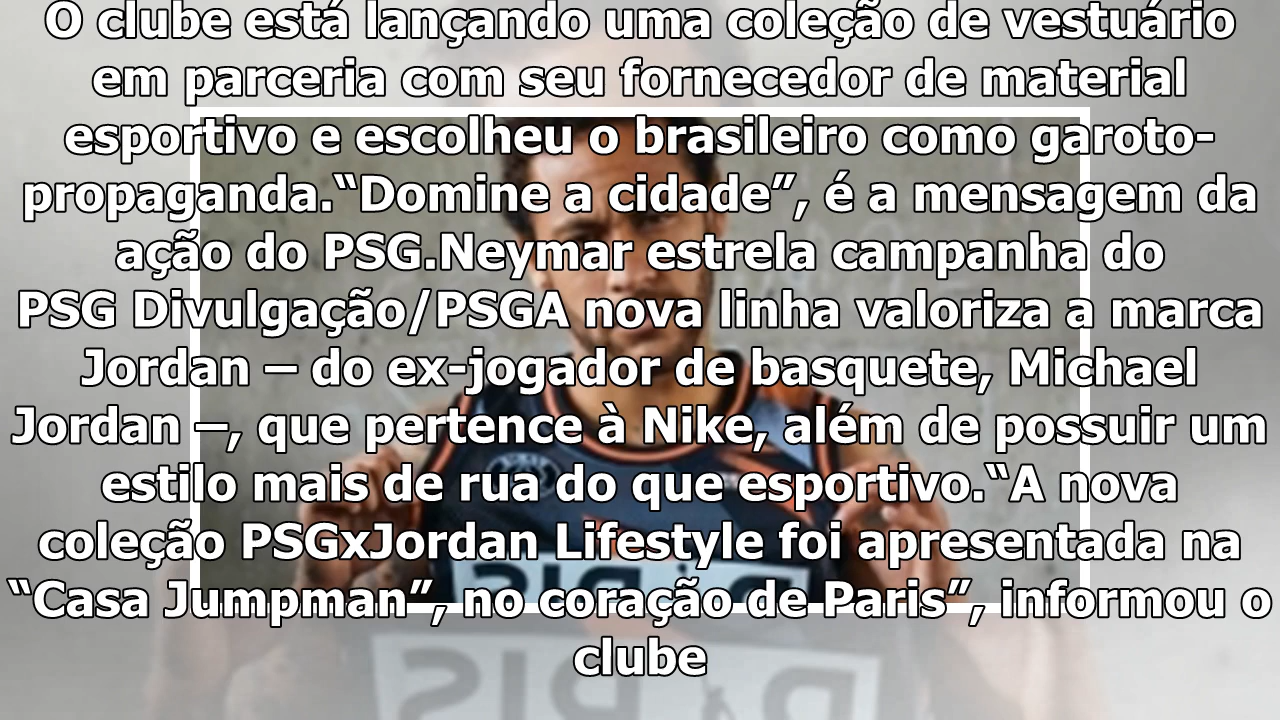 O clube está lançando uma coleção de vestuário
em parceria com seu fornecedor de material
esportivo e escolheu o brasileiro como garoto-
propaganda.“Domine a cidade”, é a mensagem da
ação do PSG.Neymar estrela campanha do
PSG Divulgação/PSGA nova linha valoriza a marca
Jordan – do ex-jogador de basquete, Michael
Jordan –, que pertence à Nike, além de possuir um
estilo mais de rua do que esportivo.“A nova
coleção PSGxJordan Lifestyle foi apresentada na
“Casa Jumpman”, no coração de Paris”, informou o
clube